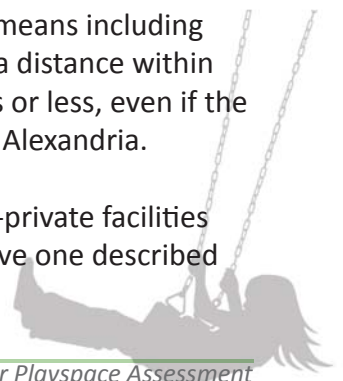 means including
a distance within
s or less, even if the
Alexandria.
-private facilities
ve one described
r Playspace Assessment